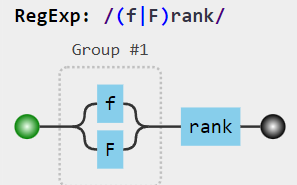 RegExp: /(f|F)rank/
Group #1
f
F
rank